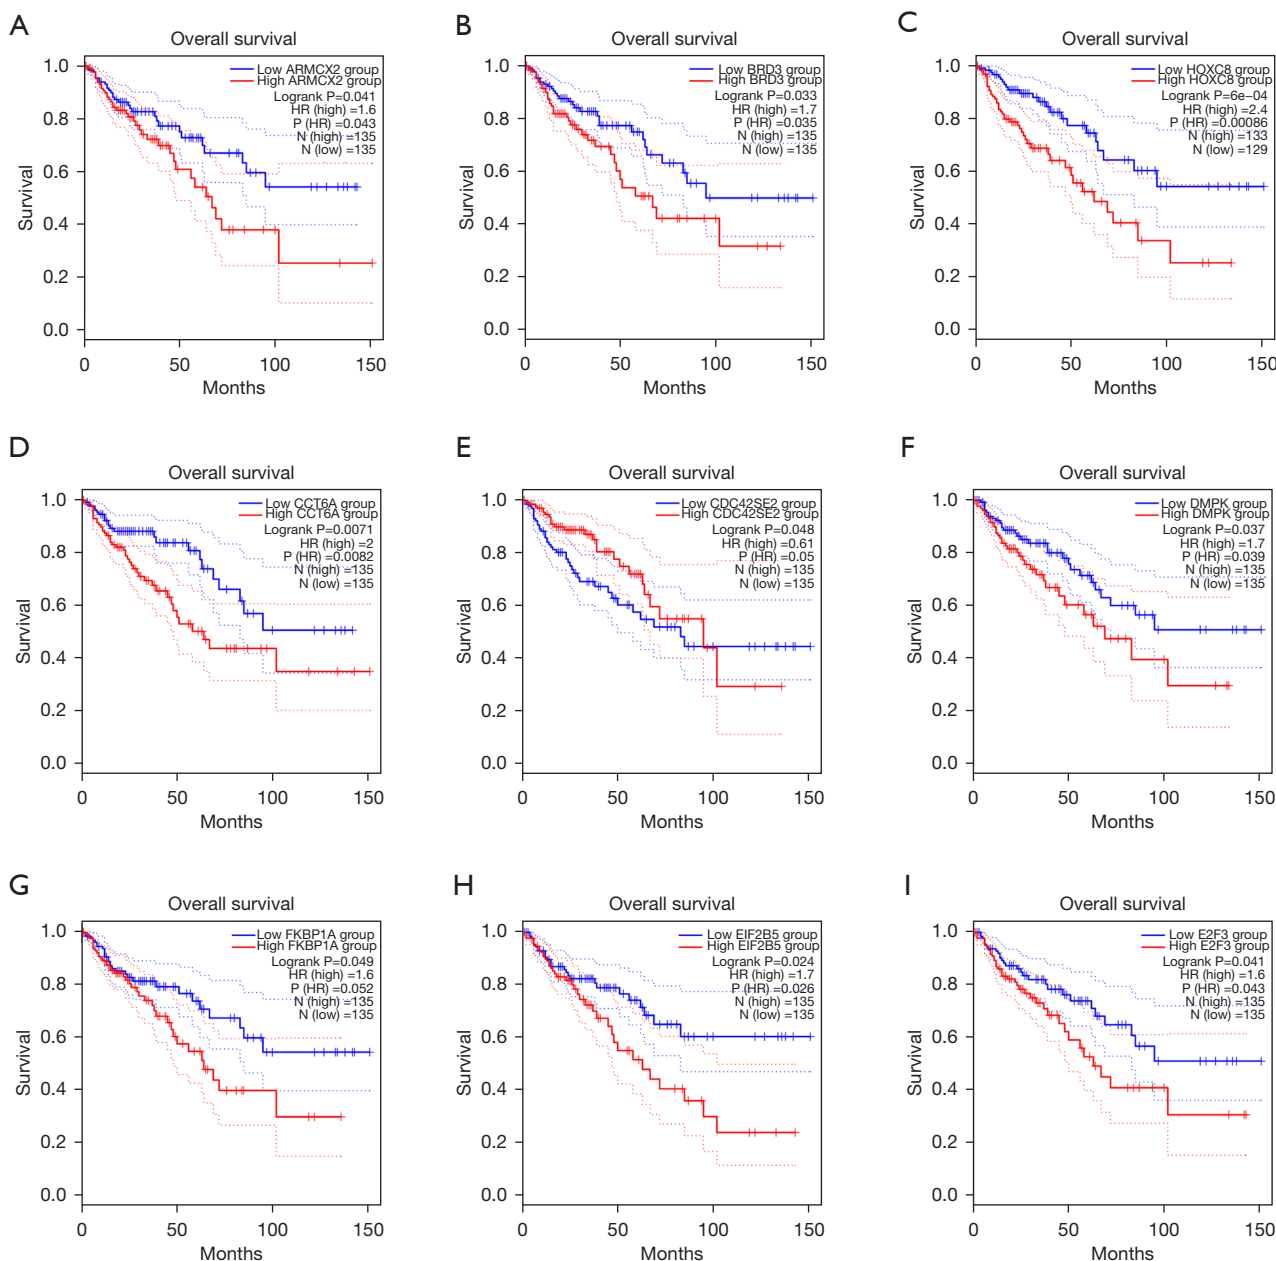 A
Overall survival
Low ARMCX2 group
High ARMCX2 group
Logrank P=0.041
HR (high) =1.6
P (HR) =0.043
N (high) =135
N (low) =135
1.0
0.8
0.6
0.4
0.2
0.0
Survival
0 50 100 150
Months
B
Overall survival
Low BRD3 group
High BRD3 group
Logrank P=0.033
HR (high) =1.7
P (HR) =0.035
N (high) =135
N (low) =135
1.0
0.8
0.6
0.4
0.2
0.0
Survival
0 50 100 150
Months
C
Overall survival
Low HOXC8 group
High HOXC8 group
Logrank P=6e−04
HR (high) =2.4
P (HR) =0.00086
N (high) =133
N (low) =129
1.0
0.8
0.6
0.4
0.2
0.0
Survival
0 50 100 150
Months
D
Overall survival
Low CCT6A group
High CCT6A group
Logrank P=0.0071
HR (high) =2
P (HR) =0.0082
N (high) =135
N (low) =135
1.0
0.8
0.6
0.4
0.2
0.0
Survival
0 50 100 150
Months
E
Overall survival
Low CDC42SE2 group
High CDC42SE2 group
Logrank P=0.048
HR (high) =0.61
P (HR) =0.05
N (high) =135
N (low) =135
1.0
0.8
0.6
0.4
0.2
0.0
Survival
0 50 100 150
Months
F
Overall survival
Low DMPK group
High DMPK group
Logrank P=0.037
HR (high) =1.7
P (HR) =0.039
N (high) =135
N (low) =135
1.0
0.8
0.6
0.4
0.2
0.0
Survival
0 50 100 150
Months
G
Overall survival
Low FKBP1A group
High FKBP1A group
Logrank P=0.049
HR (high) =1.6
P (HR) =0.052
N (high) =135
N (low) =135
1.0
0.8
0.6
0.4
0.2
0.0
Survival
0 50 100 150
Months
H
Overall survival
Low EIF2B5 group
High EIF2B5 group
Logrank P=0.024
HR (high) =1.7
P (HR) =0.026
N (high) =135
N (low) =135
1.0
0.8
0.6
0.4
0.2
0.0
Survival
0 50 100 150
Months
I
Overall survival
Low E2F3 group
High E2F3 group
Logrank P=0.041
HR (high) =1.6
P (HR) =0.043
N (high) =135
N (low) =135
1.0
0.8
0.6
0.4
0.2
0.0
Survival
0 50 100 150
Months